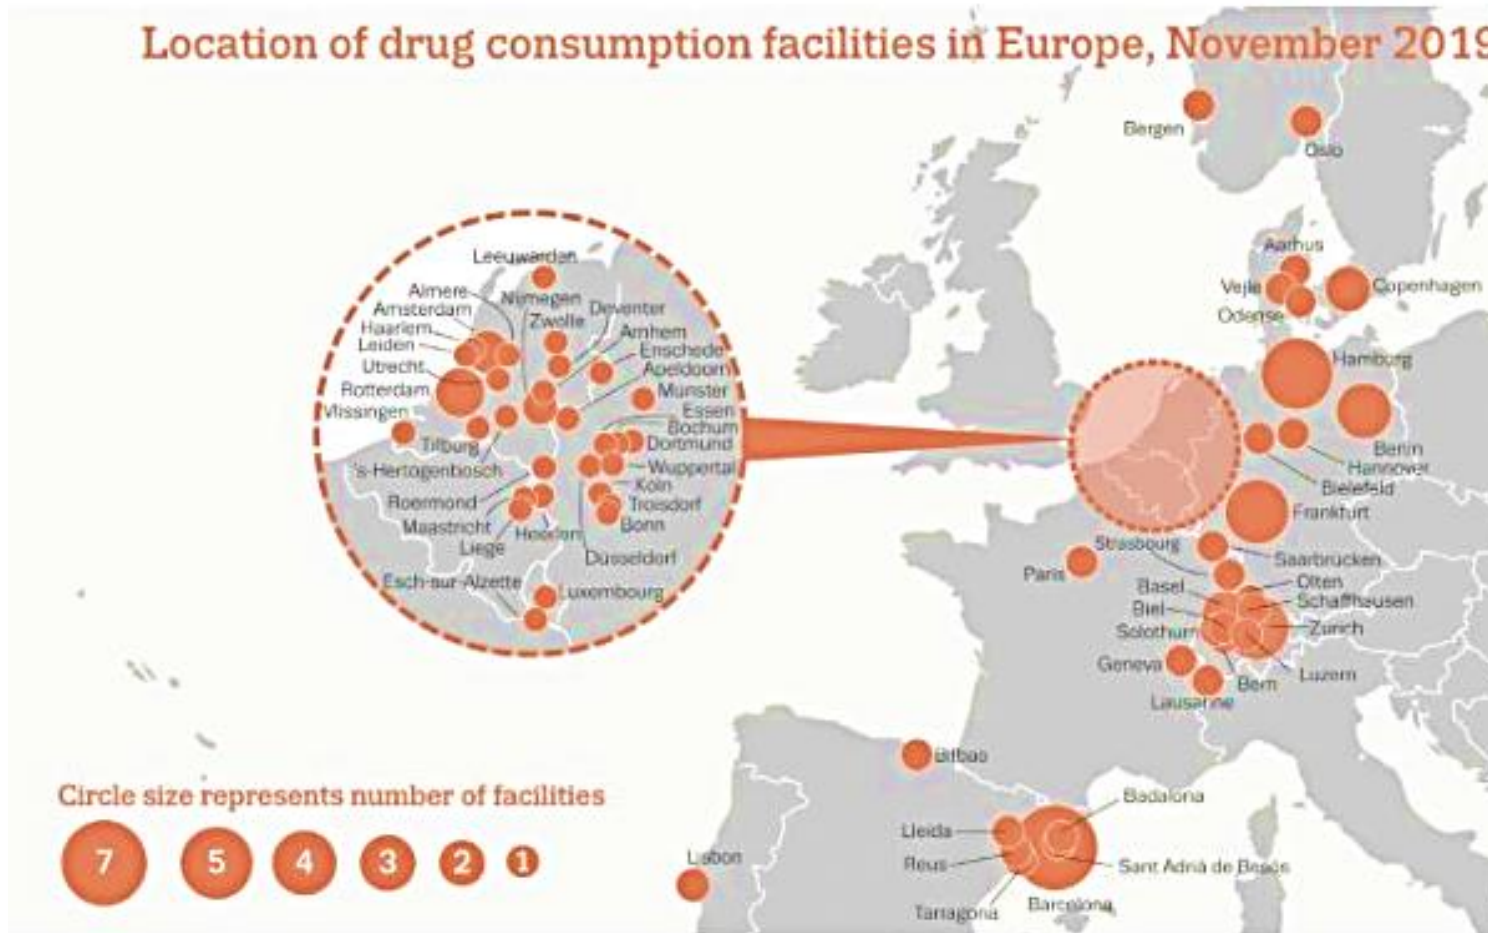 Location of drug consumption facilities in Europe, November 2019
Bergen
Oslo
Aarhus
Vejle
Copenhagen
Odense
Hamburg
Berlin
Hannover
Bielefeld
Frankfurt
Strasbourg
Saarbrücken
Paris
Olten
Basel
Schaffhausen
Biel
Zurich
Solothurn
Geneva
Luzern
Bern
Lausanne
Bilbao
Badalona
Lleida
Reus
Sant Adrià de Besòs
Tarragona
Barcelona
Lisbon
Leeuwarden
Almere
Nijmegen
Deventer
Amsterdam
Zwolle
Haarlem
Arnhem
Leiden
Enschede
Utrecht
Apeldoorn
Rotterdam
Münster
Vlissingen
Essen
Bochum
Tilburg
Dortmund
's-Hertogenbosch
Wuppertal
Köln
Roermond
Troisdorf
Maastricht
Bonn
Heerlen
Liege
Düsseldorf
Esch-sur-Alzette
Luxembourg
Circle size represents number of facilities
7 5 4 3 2 1